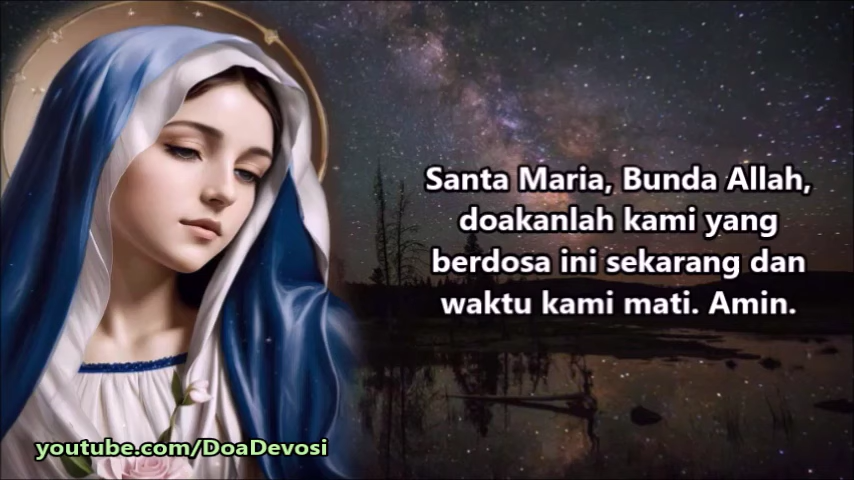 Santa Maria, Bunda Allah,
doakanlah kami yang
berdosa ini sekarang dan
waktu kami mati. Amin.
youtube.com/DoaDevosi